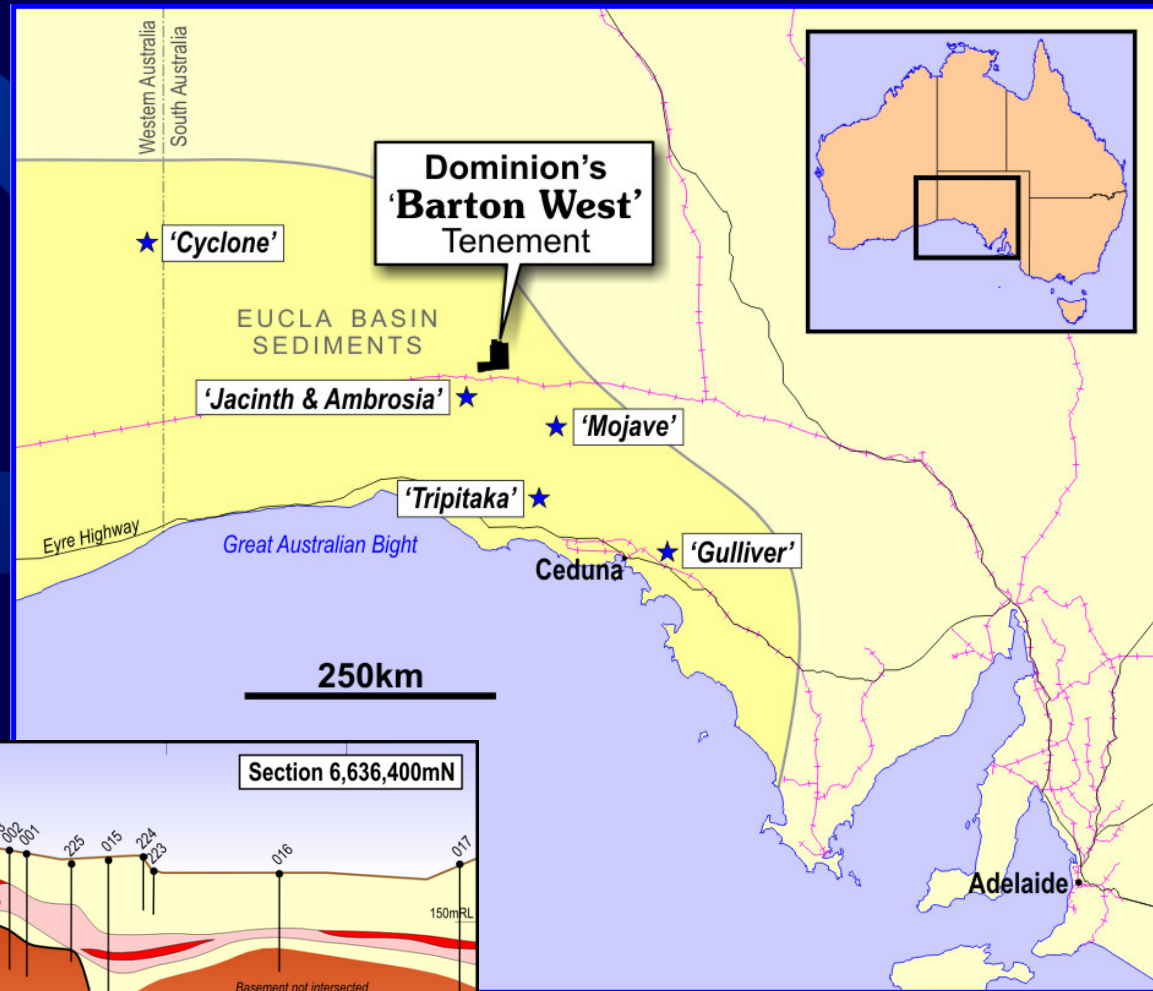 Western Australia
South Australia
Dominion's
'Barton West'
Tenement
'Cyclone'
EUCLA BASIN
SEDIMENTS
'Jacinth & Ambrosia'
'Mojave'
'Tripitaka'
Eyre Highway
Great Australian Bight
'Gulliver'
Ceduna
250km
Adelaide
Section 6,636,400mN
002
001
225
015
224
223
016
017
150mRL
Basement not intersected